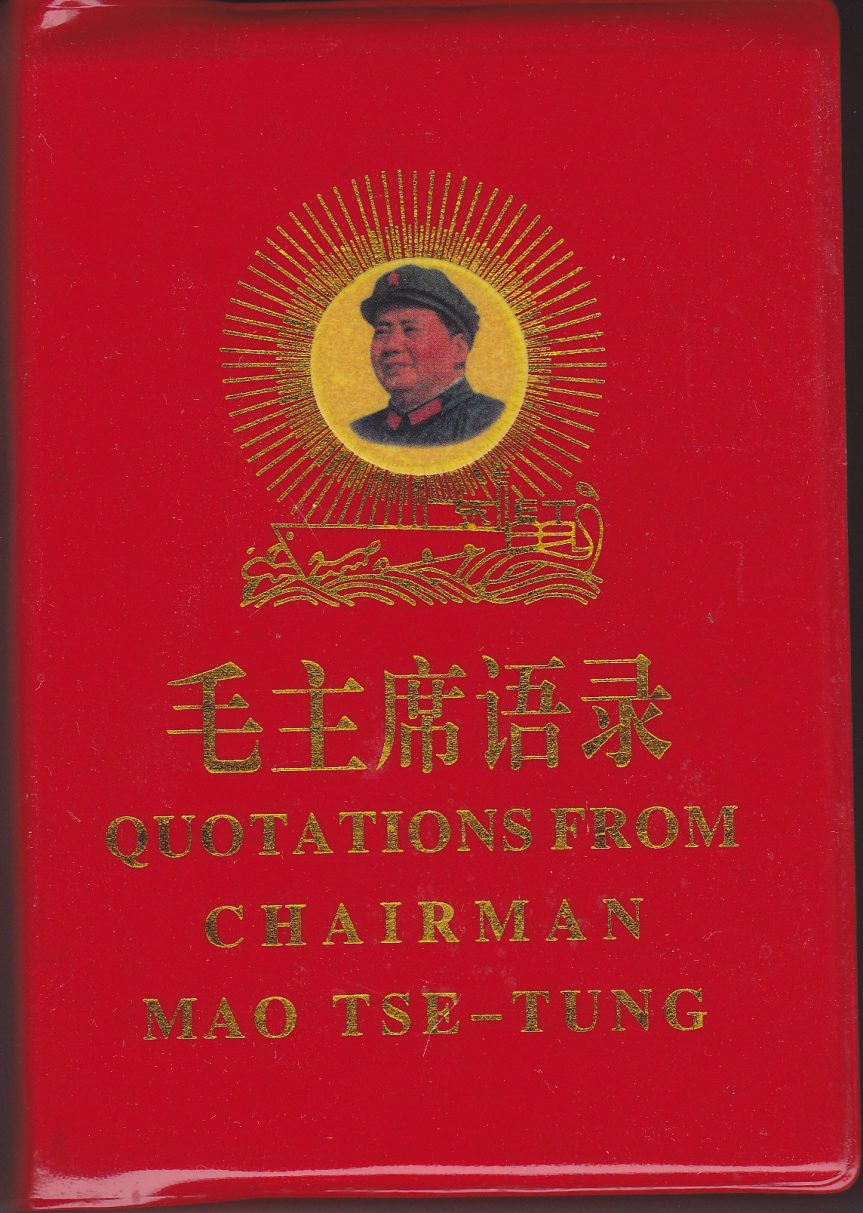 毛主席语录
QUOTATIONS FROM
CHAIRMAN
MAO TSE-TUNG